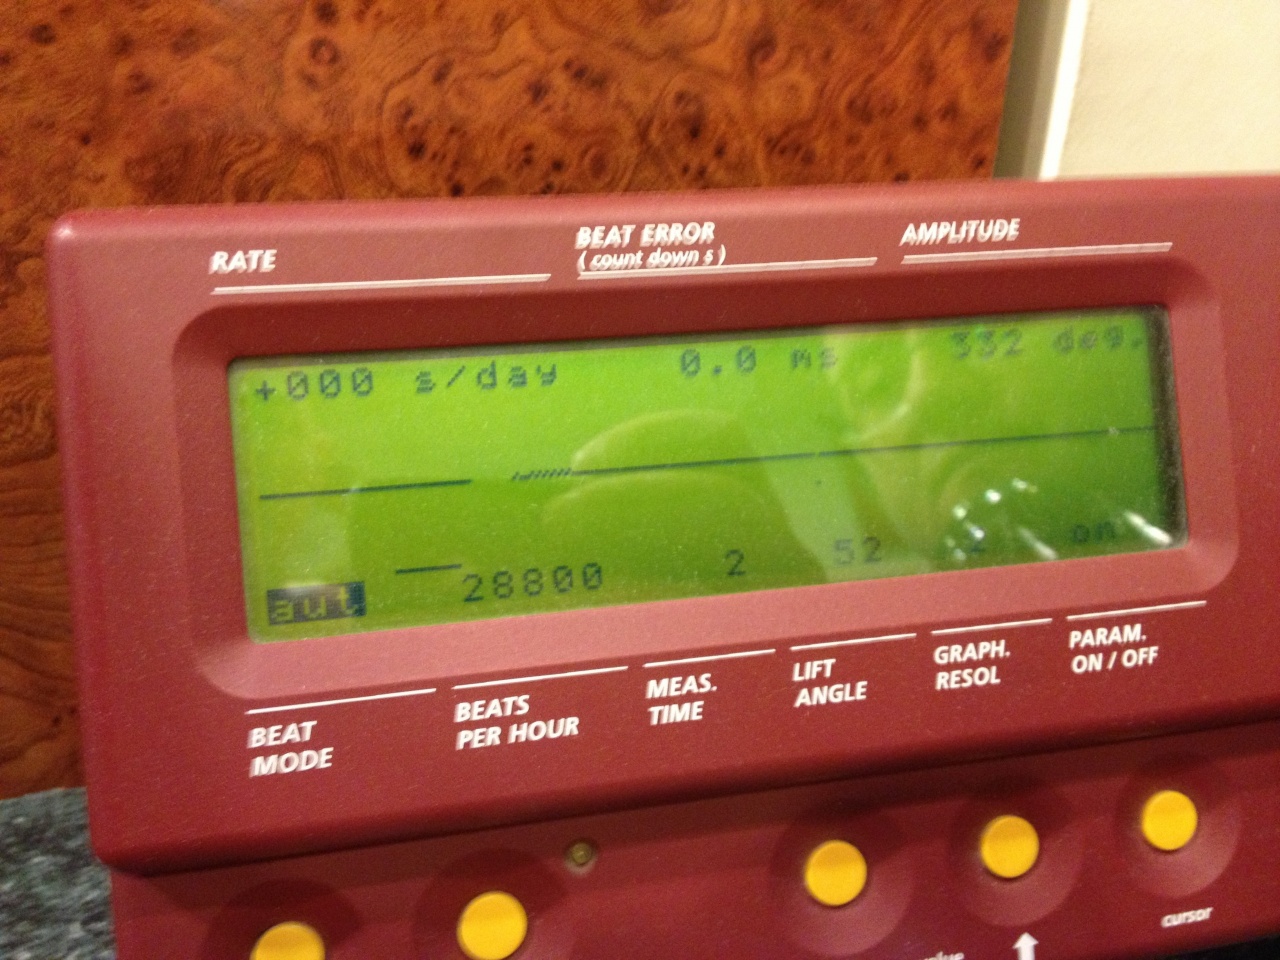 RATE
BEAT ERROR
(count down s)
AMPLITUDE
+000 s/day 0.0 ms 332 deg.
aut 28800 2 52 on
BEAT
MODE
BEATS
PER HOUR
MEAS.
TIME
LIFT
ANGLE
GRAPH.
RESOL
PARAM.
ON / OFF
cursor